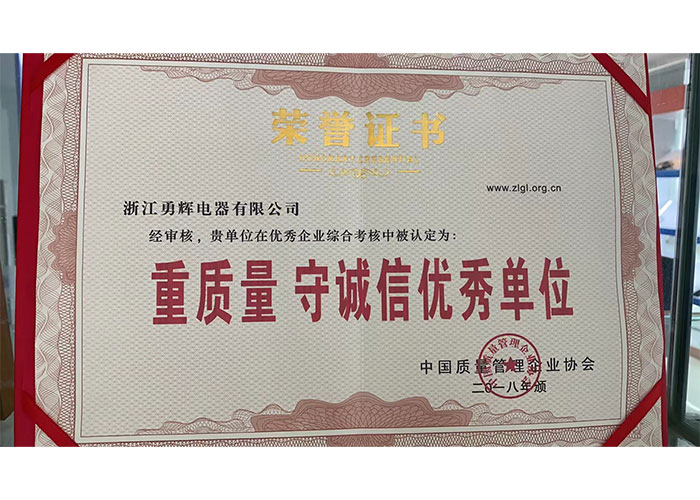 荣誉证书
www.zlgl.org.cn
浙江勇辉电器有限公司
经审核，贵单位在优秀企业综合考核中被认定为：
重质量 守诚信优秀单位
中国质量管理企业协会
二〇一八年颁